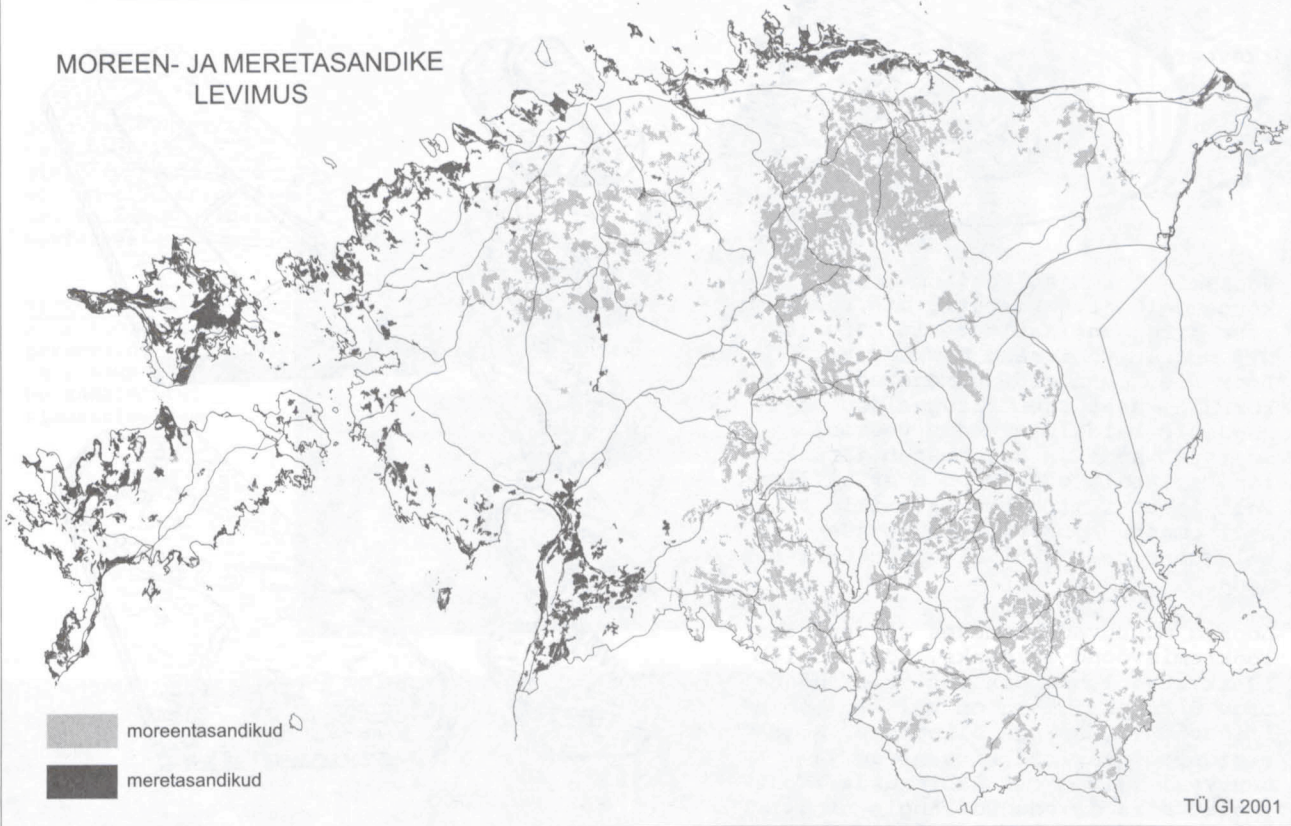 MOREEN- JA MERETASANDIKE
LEVIMUS
moreentasandikud
meretasandikud
TÜ GI 2001